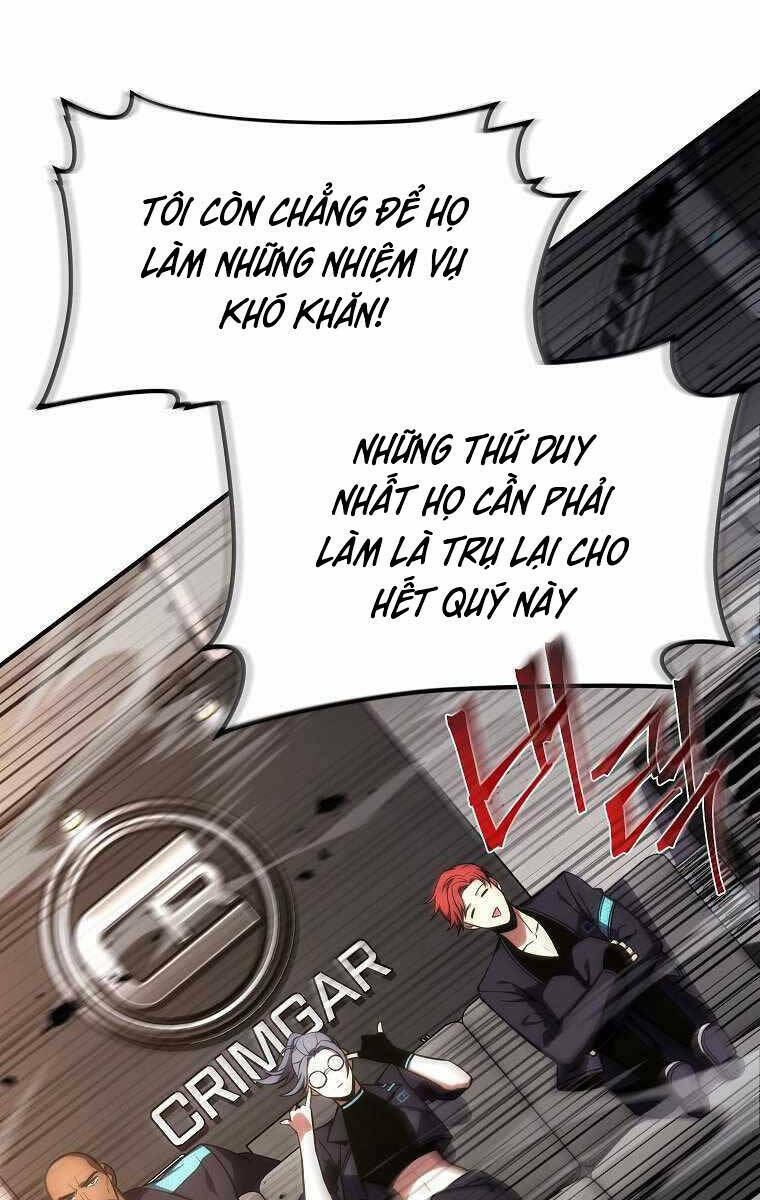 TÔI CÒN CHẲNG ĐỂ HỌ
LÀM NHỮNG NHIỆM VỤ
KHÓ KHĂN!
NHỮNG THỨ DUY
NHẤT HỌ CẦN PHẢI
LÀM LÀ TRỤ LẠI CHO
HẾT QUÝ NÀY
CR
CRIMGAR